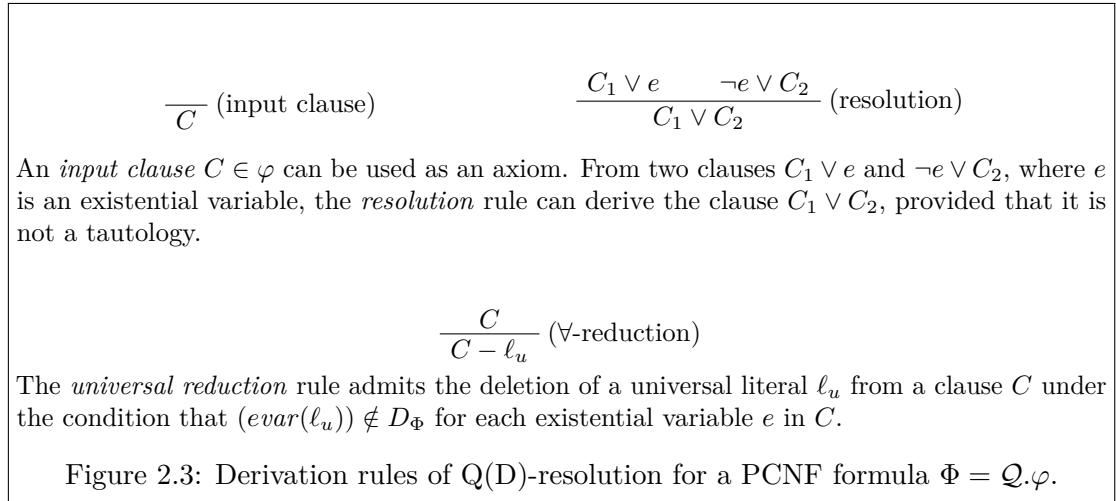 C (input clause)
C₁ ∨ e ¬e ∨ C₂
C₁ ∨ C₂ (resolution)
An input clause C ∈ φ can be used as an axiom. From two clauses C₁ ∨ e and ¬e ∨ C₂, where e
is an existential variable, the resolution rule can derive the clause C₁ ∨ C₂, provided that it is
not a tautology.
C
C − ℓᵤ (∀-reduction)
The universal reduction rule admits the deletion of a universal literal ℓᵤ from a clause C under
the condition that (evar(ℓᵤ)) ∉ D_Φ for each existential variable e in C.
Figure 2.3: Derivation rules of Q(D)-resolution for a PCNF formula Φ = 𝒬.φ.